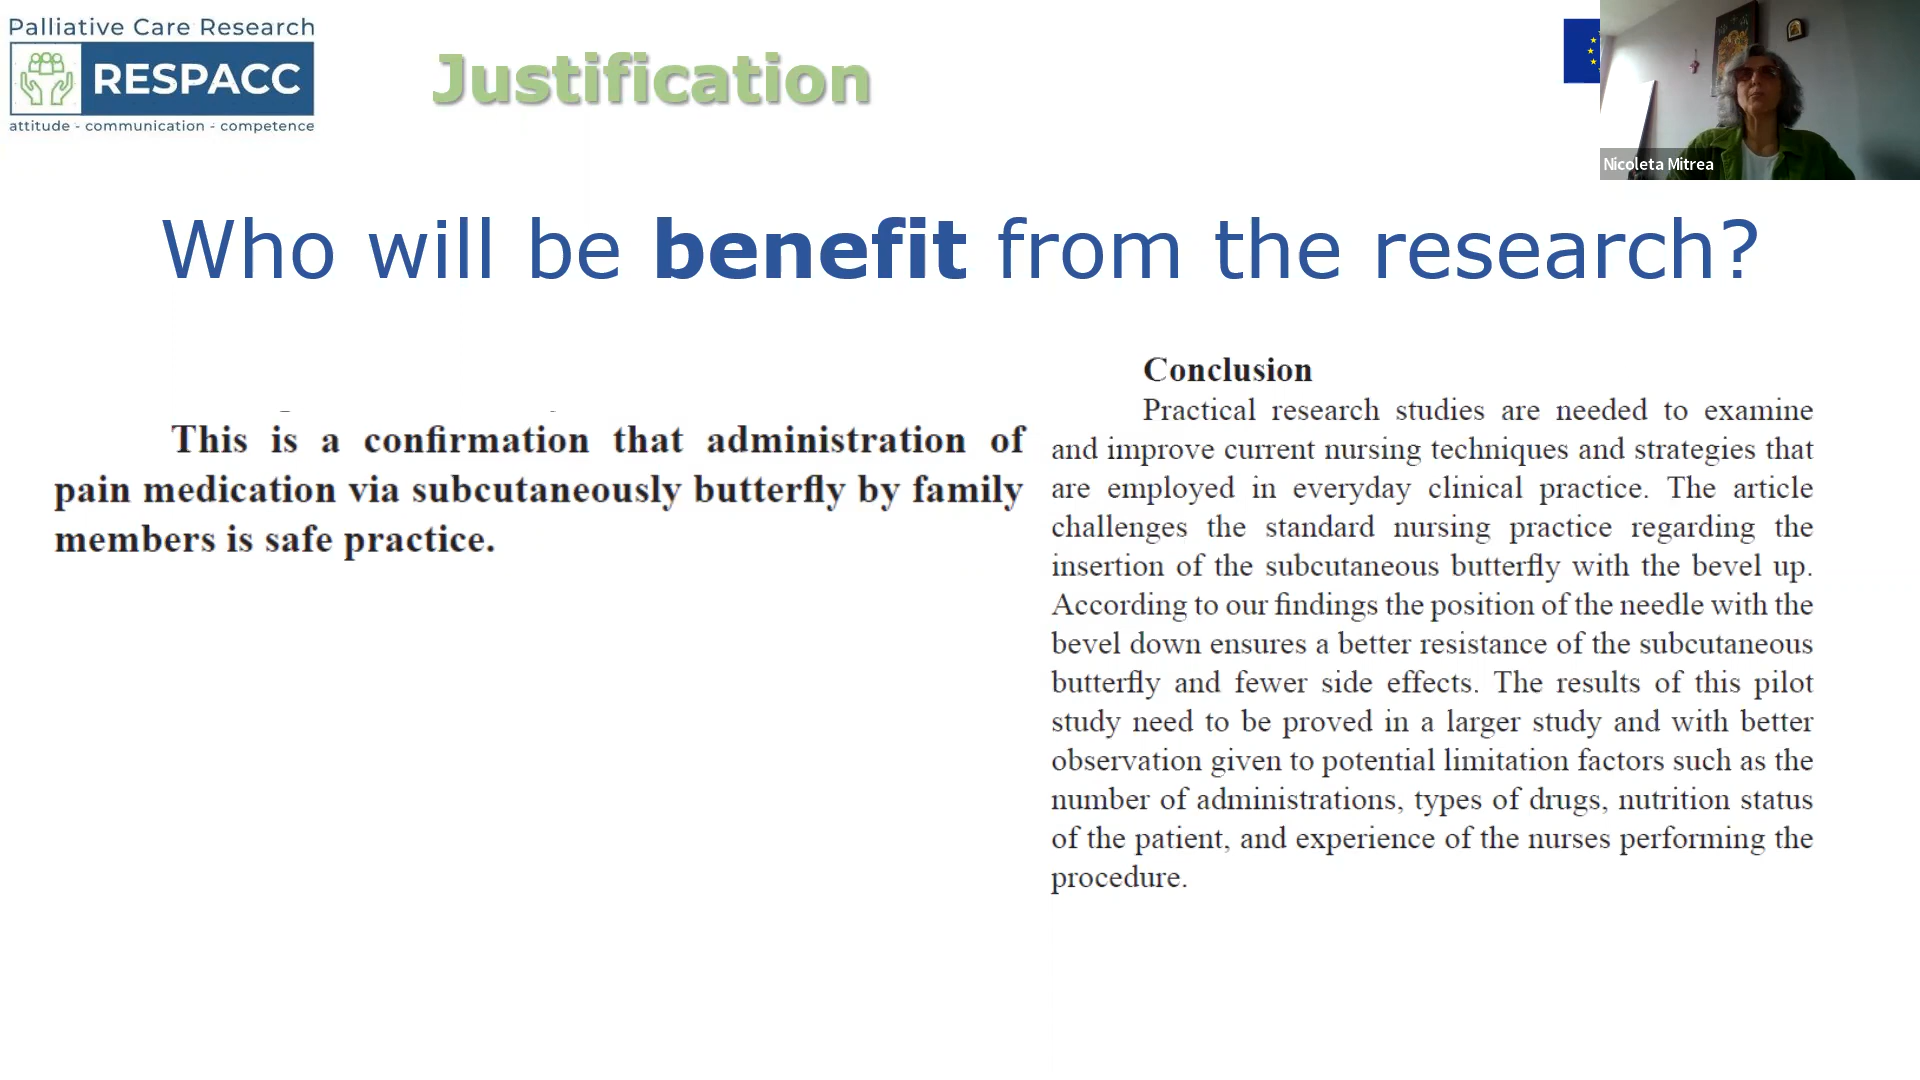 Palliative Care Research
RESPACC
attitude - communication - competence
Justification
Nicoleta Mitrea
Who will be benefit from the research?
This is a confirmation that administration of
pain medication via subcutaneously butterfly by family
members is safe practice.
Conclusion
Practical research studies are needed to examine
and improve current nursing techniques and strategies that
are employed in everyday clinical practice. The article
challenges the standard nursing practice regarding the
insertion of the subcutaneous butterfly with the bevel up.
According to our findings the position of the needle with the
bevel down ensures a better resistance of the subcutaneous
butterfly and fewer side effects. The results of this pilot
study need to be proved in a larger study and with better
observation given to potential limitation factors such as the
number of administrations, types of drugs, nutrition status
of the patient, and experience of the nurses performing the
procedure.